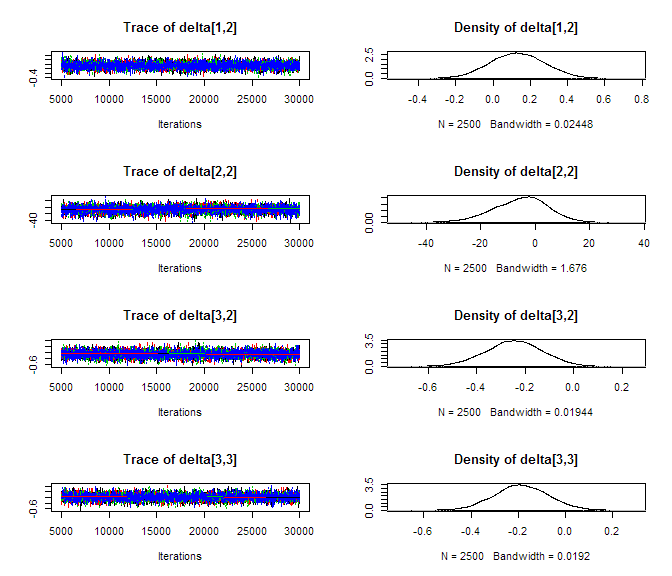 Trace of delta[1,2]
-0.4
5000 10000 15000 20000 25000 30000
Iterations
Density of delta[1,2]
0.0 2.5
-0.4 -0.2 0.0 0.2 0.4 0.6 0.8
N = 2500 Bandwidth = 0.02448
Trace of delta[2,2]
-40
5000 10000 15000 20000 25000 30000
Iterations
Density of delta[2,2]
0.00
-40 -20 0 20 40
N = 2500 Bandwidth = 1.676
Trace of delta[3,2]
-0.6
5000 10000 15000 20000 25000 30000
Iterations
Density of delta[3,2]
0.0 3.5
-0.6 -0.4 -0.2 0.0 0.2
N = 2500 Bandwidth = 0.01944
Trace of delta[3,3]
-0.6
5000 10000 15000 20000 25000 30000
Iterations
Density of delta[3,3]
0.0 3.5
-0.6 -0.4 -0.2 0.0 0.2
N = 2500 Bandwidth = 0.0192